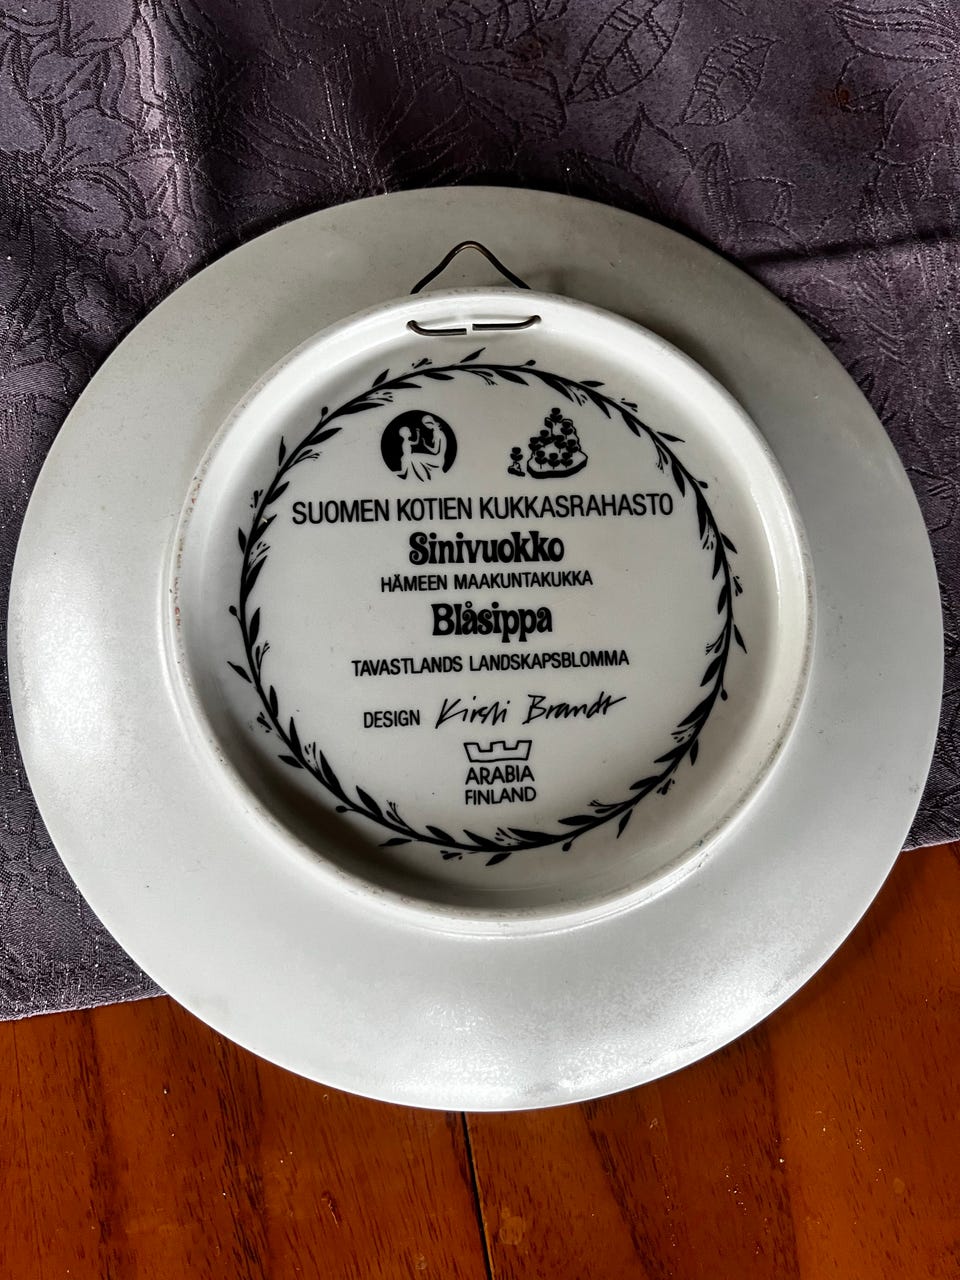 SUOMEN KOTIEN KUKKASRAHASTO
Sinivuokko
HÄMEEN MAAKUNTAKUKKA
Blåsippa
TAVASTLANDS LANDSKAPSBLOMMA
DESIGN Kirsti Brandt
ARABIA
FINLAND